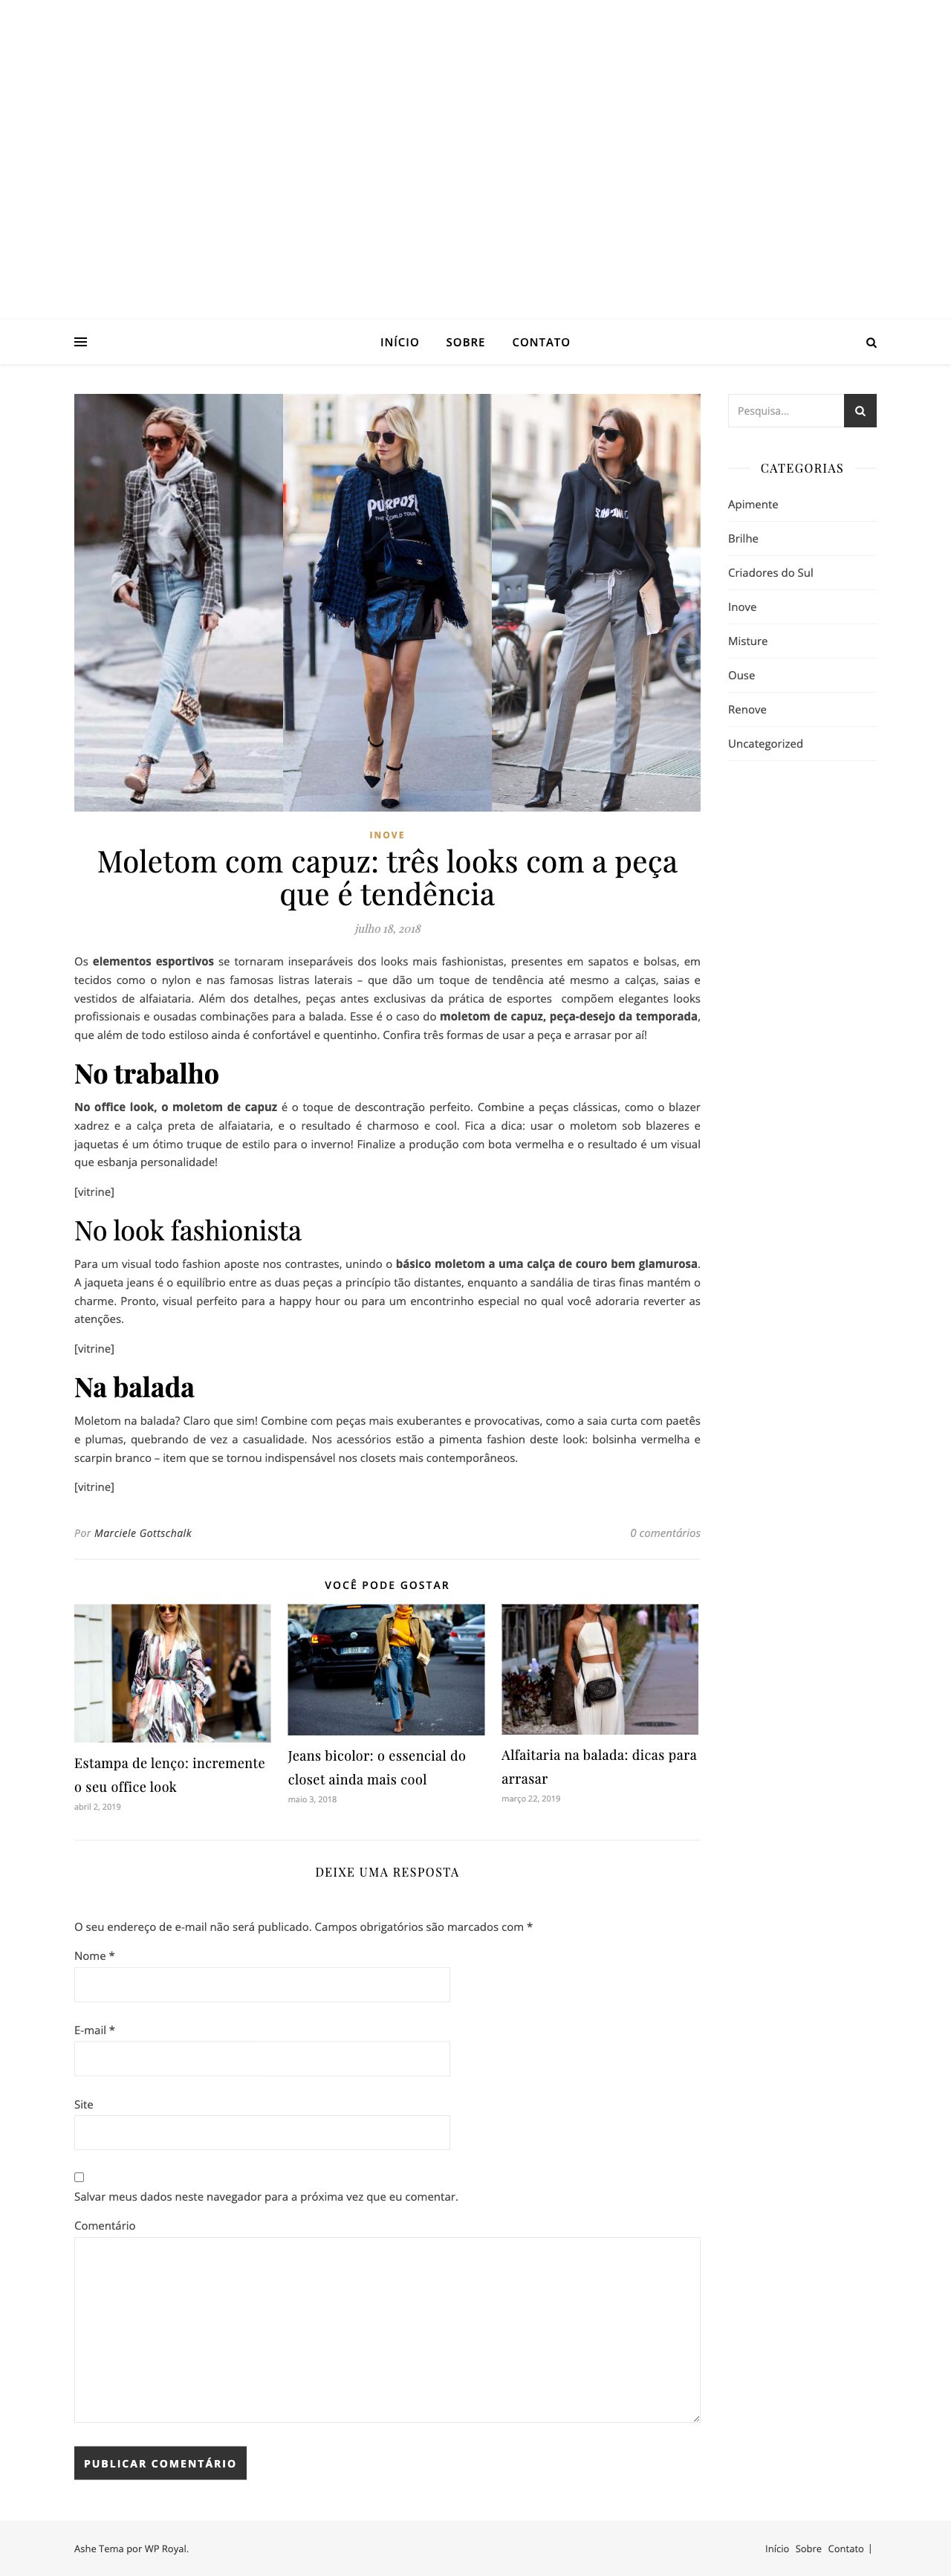 INÍCIO SOBRE CONTATO
PURPOSE
THE WORLD TOUR
INOVE
Moletom com capuz: três looks com a peça
que é tendência
julho 18, 2018
Os elementos esportivos se tornaram inseparáveis dos looks mais fashionistas, presentes em sapatos e bolsas, em
tecidos como o nylon e nas famosas listras laterais – que dão um toque de tendência até mesmo a calças, saias e
vestidos de alfaiataria. Além dos detalhes, peças antes exclusivas da prática de esportes compõem elegantes looks
profissionais e ousadas combinações para a balada. Esse é o caso do moletom de capuz, peça-desejo da temporada,
que além de todo estiloso ainda é confortável e quentinho. Confira três formas de usar a peça e arrasar por aí!
No trabalho
No office look, o moletom de capuz é o toque de descontração perfeito. Combine a peças clássicas, como o blazer
xadrez e a calça preta de alfaiataria, e o resultado é charmoso e cool. Fica a dica: usar o moletom sob blazeres e
jaquetas é um ótimo truque de estilo para o inverno! Finalize a produção com bota vermelha e o resultado é um visual
que esbanja personalidade!
[vitrine]
No look fashionista
Para um visual todo fashion aposte nos contrastes, unindo o básico moletom a uma calça de couro bem glamurosa.
A jaqueta jeans é o equilíbrio entre as duas peças a princípio tão distantes, enquanto a sandália de tiras finas mantém o
charme. Pronto, visual perfeito para a happy hour ou para um encontrinho especial no qual você adoraria reverter as
atenções.
[vitrine]
Na balada
Moletom na balada? Claro que sim! Combine com peças mais exuberantes e provocativas, como a saia curta com paetês
e plumas, quebrando de vez a casualidade. Nos acessórios estão a pimenta fashion deste look: bolsinha vermelha e
scarpin branco – item que se tornou indispensável nos closets mais contemporâneos.
[vitrine]
Por Marciele Gottschalk
0 comentários
VOCÊ PODE GOSTAR
Estampa de lenço: incremente
o seu office look
abril 2, 2019
Jeans bicolor: o essencial do
closet ainda mais cool
maio 3, 2018
Alfaitaria na balada: dicas para
arrasar
março 22, 2019
DEIXE UMA RESPOSTA
O seu endereço de e-mail não será publicado. Campos obrigatórios são marcados com *
Nome *
E-mail *
Site
Salvar meus dados neste navegador para a próxima vez que eu comentar.
Comentário
PUBLICAR COMENTÁRIO
Pesquisa...
CATEGORIAS
Apimente
Brilhe
Criadores do Sul
Inove
Misture
Ouse
Renove
Uncategorized
Ashe Tema por WP Royal.
Início Sobre Contato |